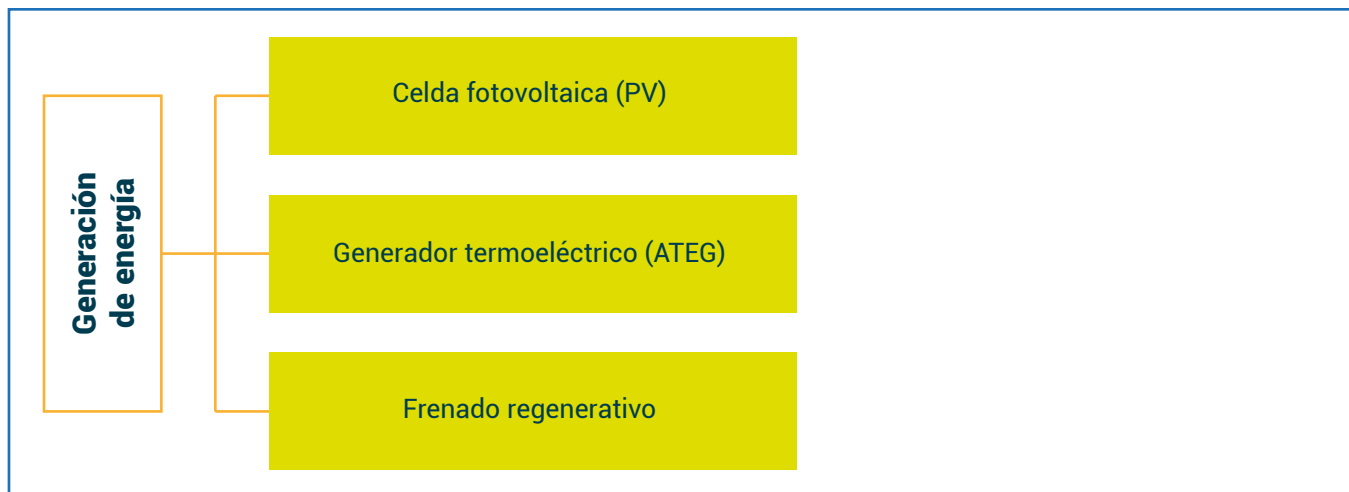 Generación
de energía
Celda fotovoltaica (PV)
Generador termoeléctrico (ATEG)
Frenado regenerativo